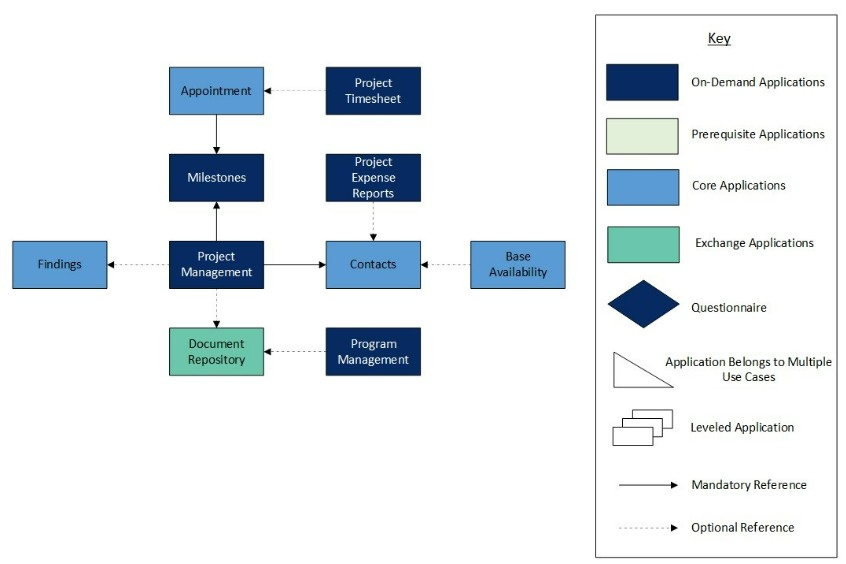 Appointment
Project
Timesheet
Milestones
Project
Expense
Reports
Findings
Project
Management
Contacts
Base
Availability
Document
Repository
Program
Management
Key
On-Demand Applications
Prerequisite Applications
Core Applications
Exchange Applications
Questionnaire
Application Belongs to Multiple
Use Cases
Leveled Application
Mandatory Reference
Optional Reference